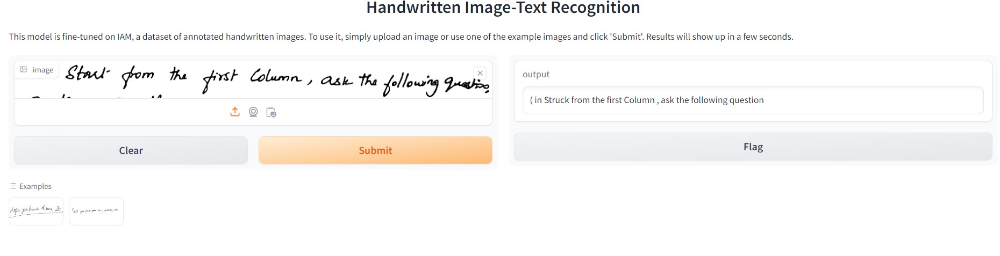 Handwritten Image-Text Recognition
This model is fine-tuned on IAM, a dataset of annotated handwritten images. To use it, simply upload an image or use one of the example images and click 'Submit'. Results will show up in a few seconds.
image
Start from the first Column, ask the following
output
( in Struck from the first Column , ask the following question
Clear
Submit
Flag
Examples
Hope you have done it.